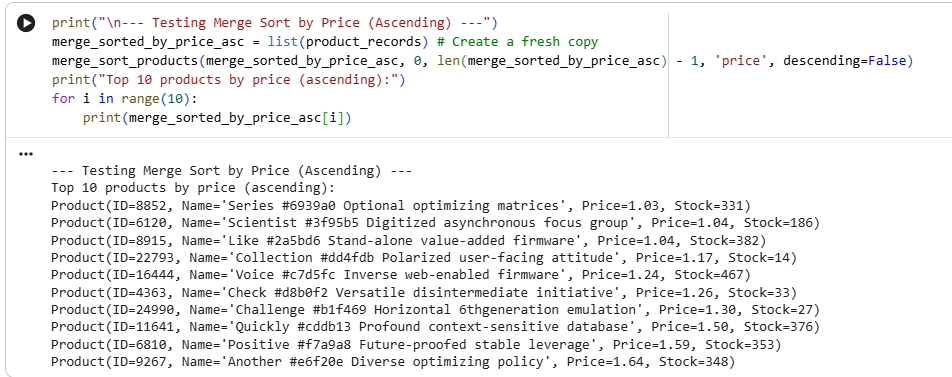 print("\n--- Testing Merge Sort by Price (Ascending) ---")
merge_sorted_by_price_asc = list(product_records) # Create a fresh copy
merge_sort_products(merge_sorted_by_price_asc, 0, len(merge_sorted_by_price_asc) - 1, 'price', descending=False)
print("Top 10 products by price (ascending):")
for i in range(10):
    print(merge_sorted_by_price_asc[i])
--- Testing Merge Sort by Price (Ascending) ---
Top 10 products by price (ascending):
Product(ID=8852, Name='Series #6939a0 Optional optimizing matrices', Price=1.03, Stock=331)
Product(ID=6120, Name='Scientist #3f95b5 Digitized asynchronous focus group', Price=1.04, Stock=186)
Product(ID=8915, Name='Like #2a5bd6 Stand-alone value-added firmware', Price=1.04, Stock=382)
Product(ID=22793, Name='Collection #dd4fdb Polarized user-facing attitude', Price=1.17, Stock=14)
Product(ID=16444, Name='Voice #c7d5fc Inverse web-enabled firmware', Price=1.24, Stock=467)
Product(ID=4363, Name='Check #d8b0f2 Versatile disintermediate initiative', Price=1.26, Stock=33)
Product(ID=24990, Name='Challenge #b1f469 Horizontal 6thgeneration emulation', Price=1.30, Stock=27)
Product(ID=11641, Name='Quickly #cddb13 Profound context-sensitive database', Price=1.50, Stock=376)
Product(ID=6810, Name='Positive #f7a9a8 Future-proofed stable leverage', Price=1.59, Stock=353)
Product(ID=9267, Name='Another #e6f20e Diverse optimizing policy', Price=1.64, Stock=348)